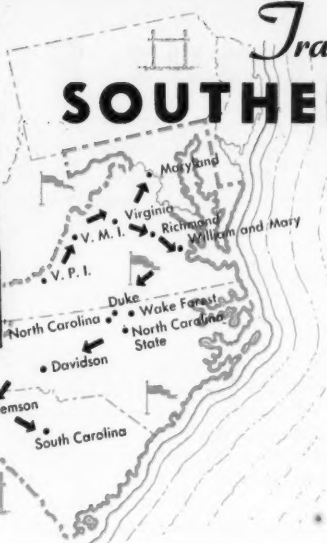 Tra
SOUTHE
Maryland
Virginia
V. M. I.
Richmond
William and Mary
V. P. I.
Duke
Wake Forest
North Carolina
North Carolina
State
Davidson
emson
South Carolina